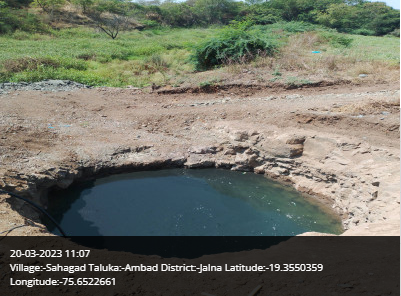 20-03-2023 11:07
Village:-Sahagad Taluka:-Ambad District:-Jalna Latitude:-19.3550359
Longitude:-75.6522661